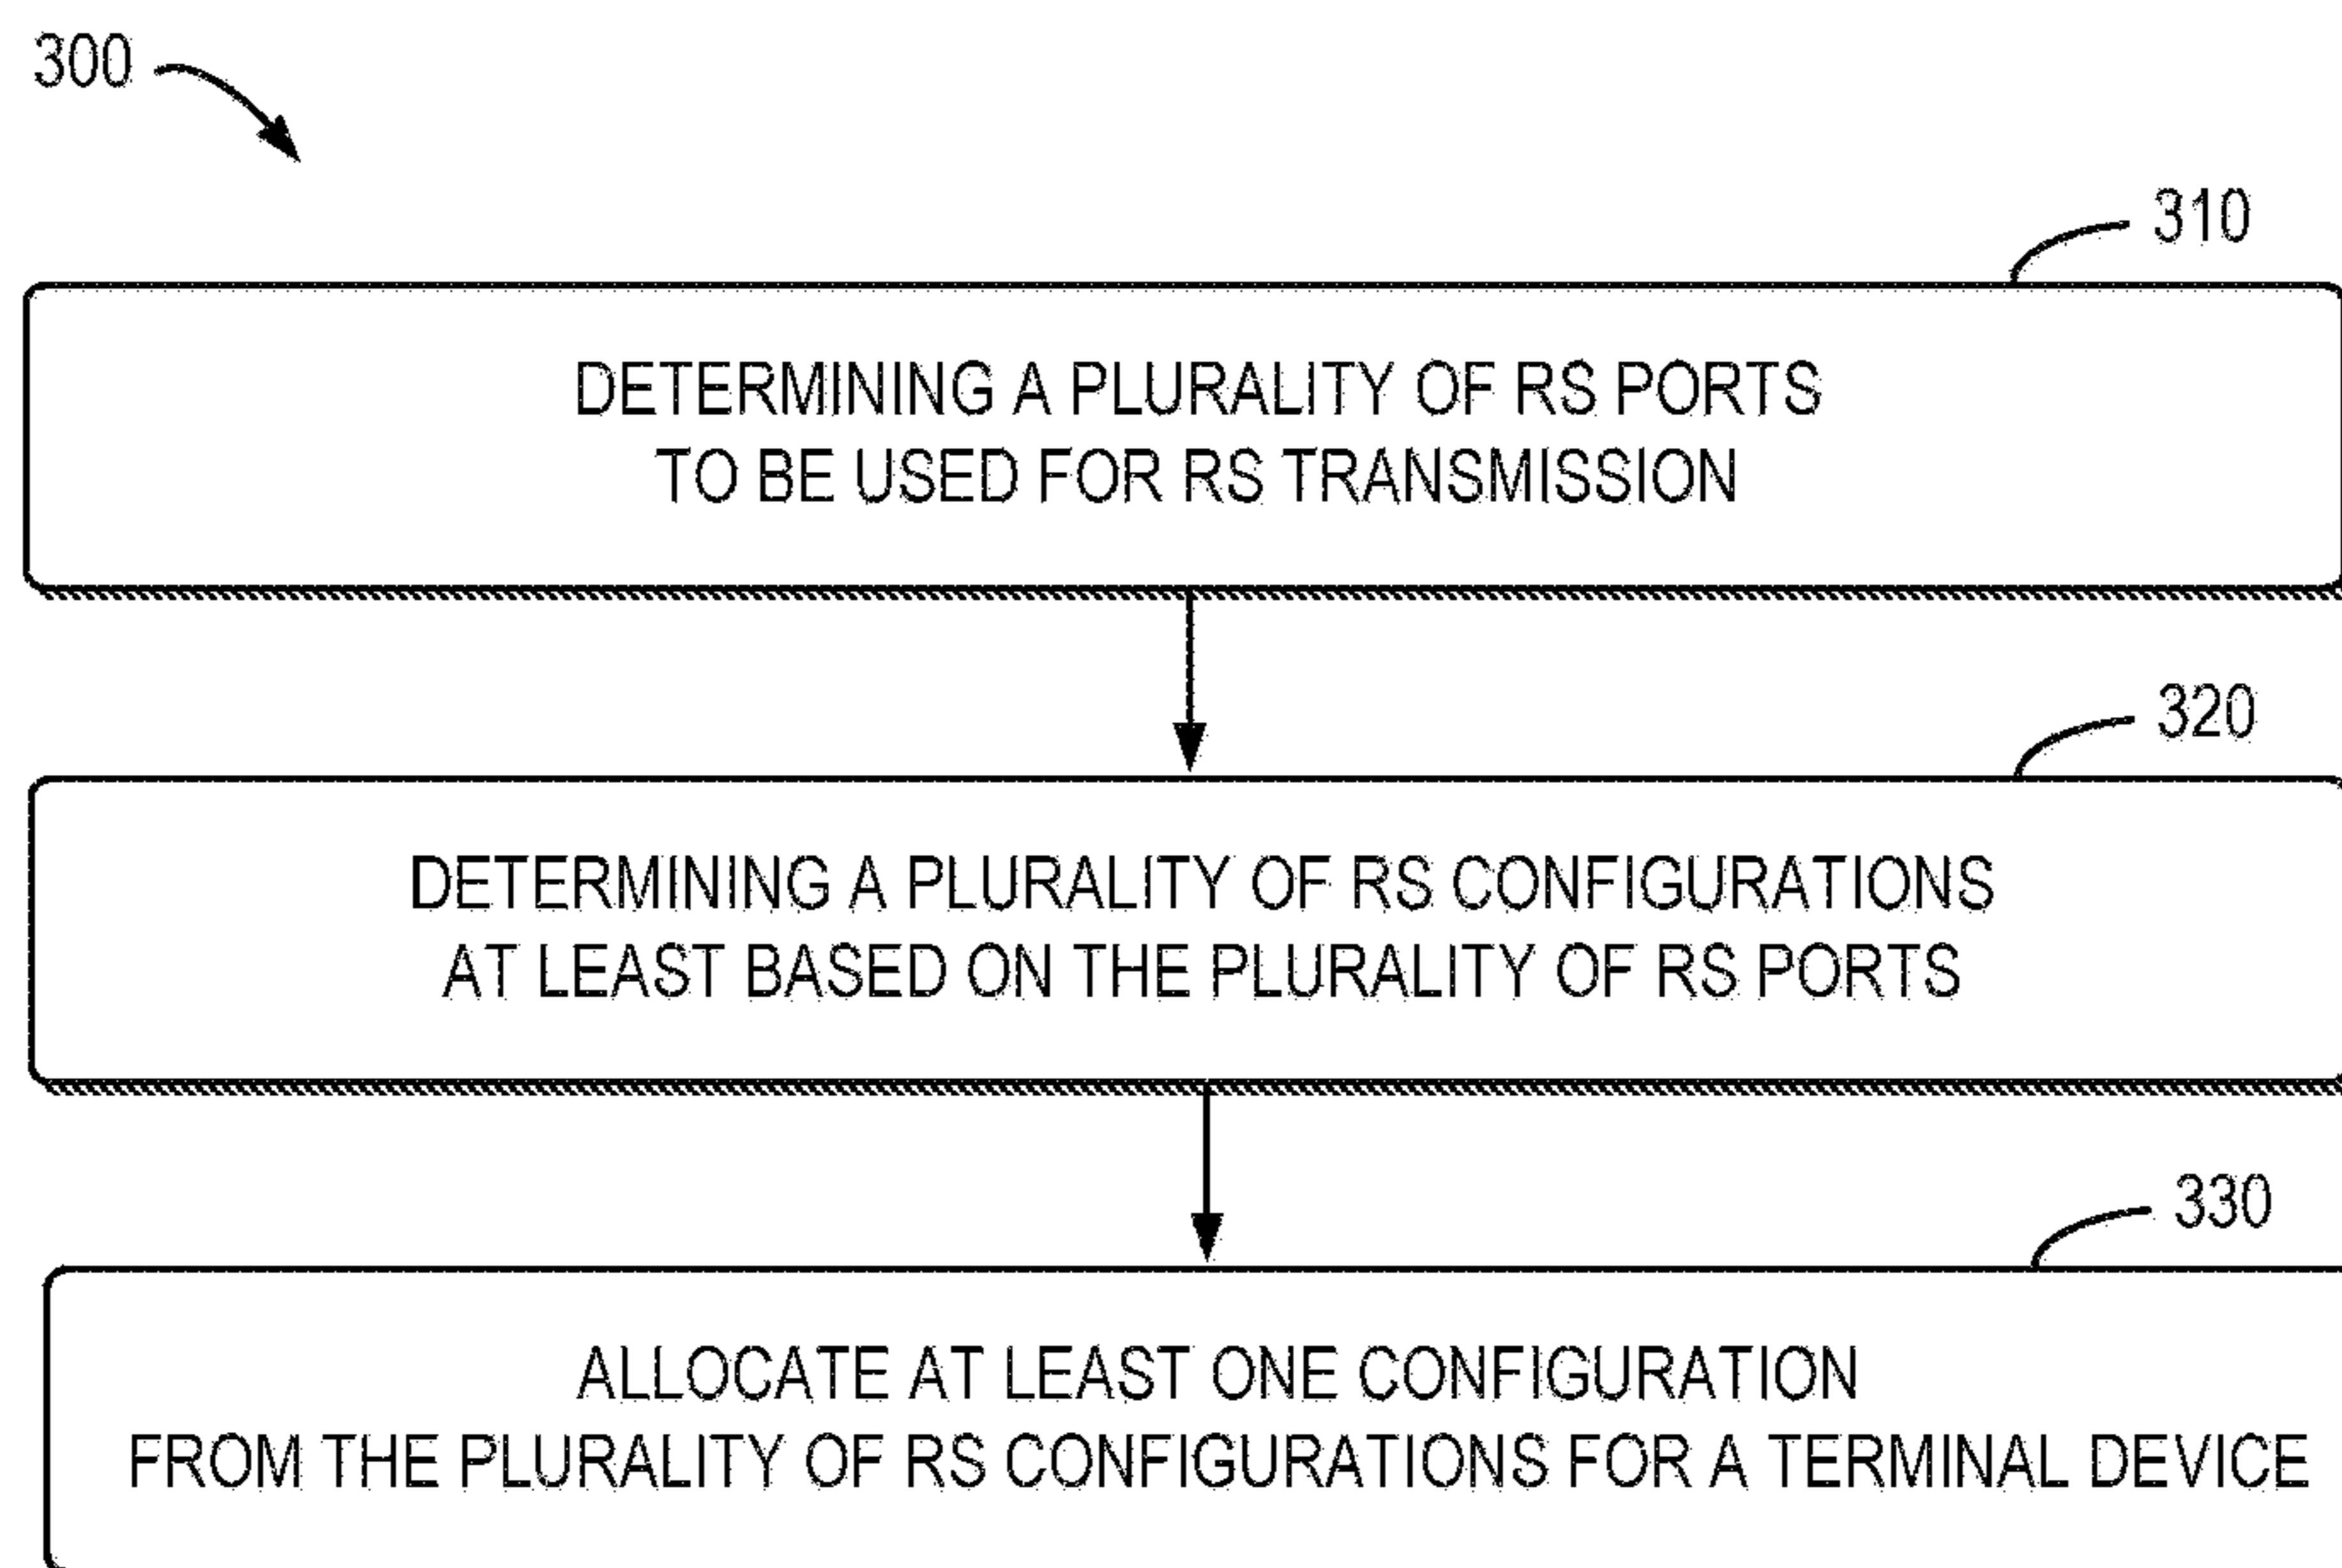 300
310
DETERMINING A PLURALITY OF RS PORTS
TO BE USED FOR RS TRANSMISSION
320
DETERMINING A PLURALITY OF RS CONFIGURATIONS
AT LEAST BASED ON THE PLURALITY OF RS PORTS
330
ALLOCATE AT LEAST ONE CONFIGURATION
FROM THE PLURALITY OF RS CONFIGURATIONS FOR A TERMINAL DEVICE